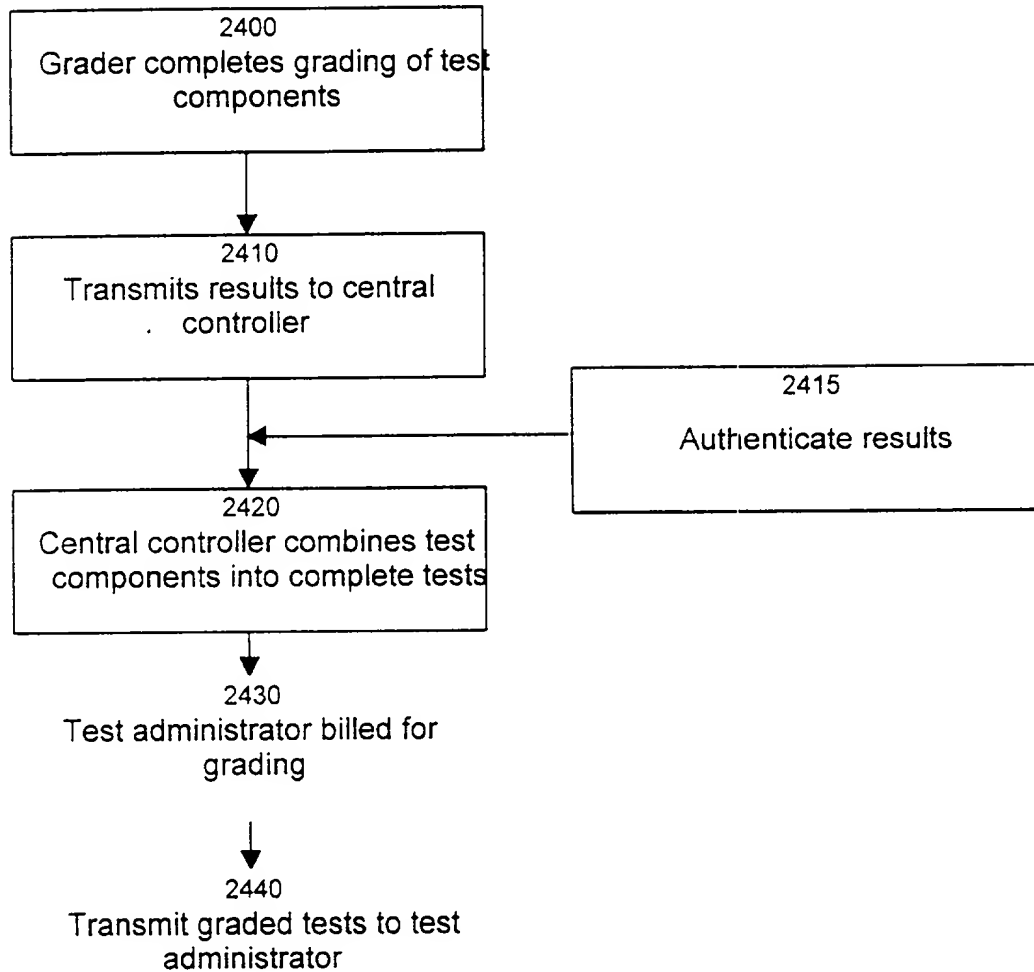 2400
Grader completes grading of test
components
2410
Transmits results to central
controller
2415
Authenticate results
2420
Central controller combines test
components into complete tests
2430
Test administrator billed for
grading
2440
Transmit graded tests to test
administrator